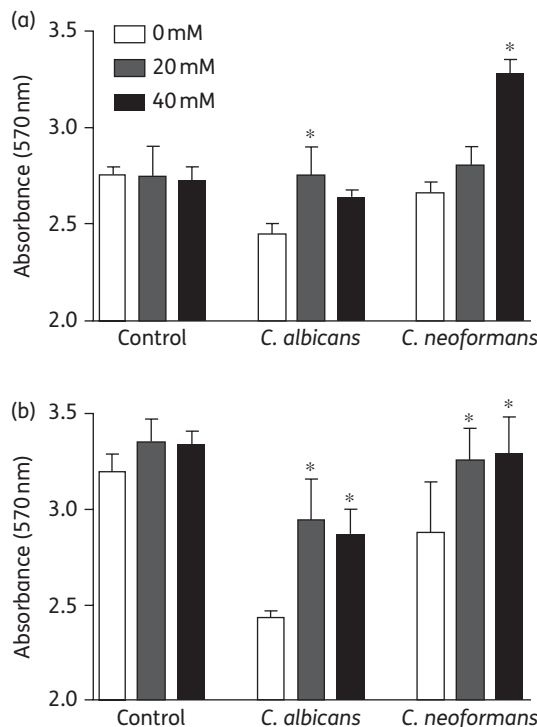 (a)
3.5
3.0
2.5
2.0
Absorbance (570 nm)
0 mM
20 mM
40 mM
*
*
Control
C. albicans
C. neoformans
(b)
3.5
3.0
2.5
2.0
Absorbance (570 nm)
*
*
*
*
Control
C. albicans
C. neoformans